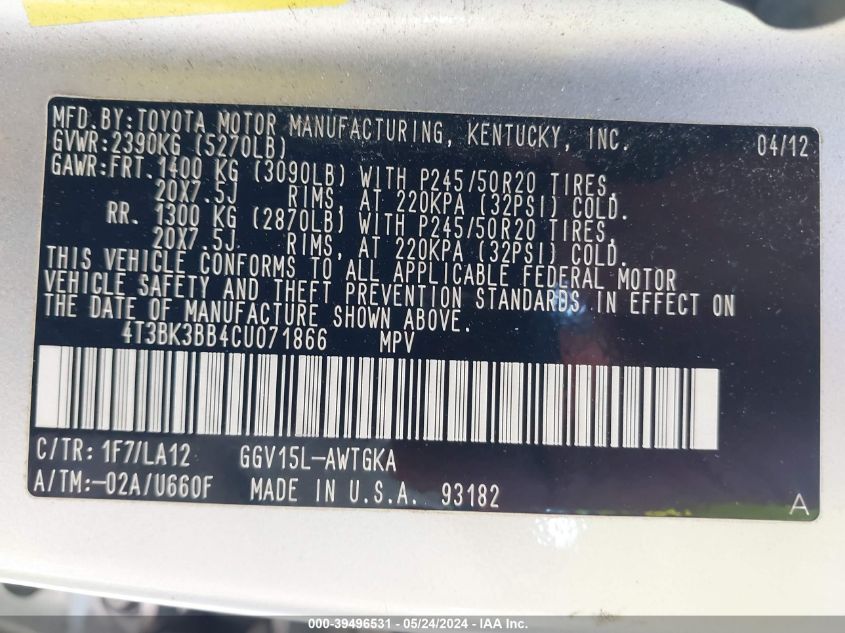 MFD.BY:TOYOTA MOTOR MANUFACTURING, KENTUCKY, INC. 04/12
GVWR:2390KG (5270LB)
GAWR:FRT.1400 KG (3090LB) WITH P245/50R20 TIRES,
20X7.5J RIMS, AT 220KPA (32PSI) COLD.
RR. 1300 KG (2870LB) WITH P245/50R20 TIRES,
20X7.5J RIMS, AT 220KPA (32PSI) COLD.
THIS VEHICLE CONFORMS TO ALL APPLICABLE FEDERAL MOTOR
VEHICLE SAFETY AND THEFT PREVENTION STANDARDS IN EFFECT ON
THE DATE OF MANUFACTURE SHOWN ABOVE.
4T3BK3BB4CU071866 MPV
C/TR: 1F7/LA12 GGV15L-AWTGKA
A/TM:-02A/U660F MADE IN U.S.A. 93182 A
000-39496531 - 05/24/2024 - IAA Inc.